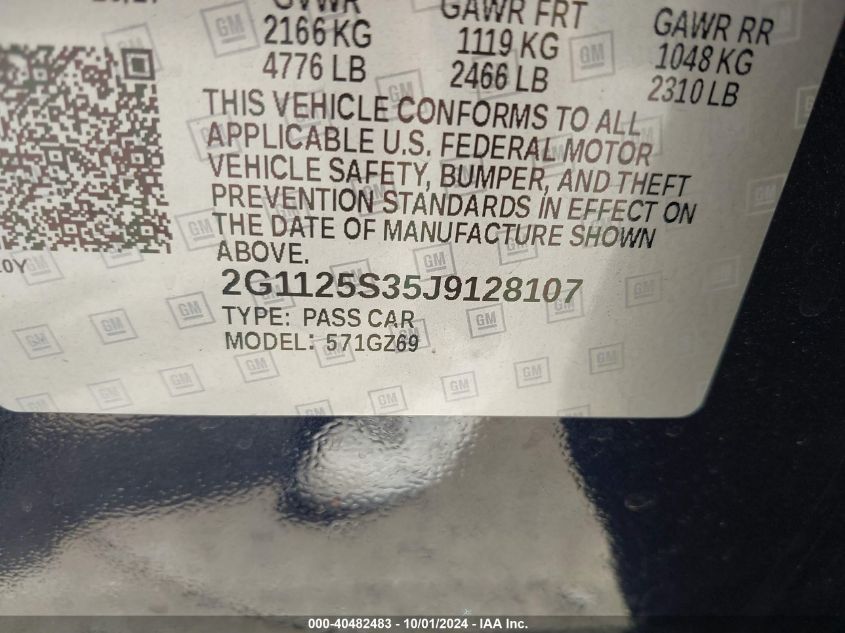 GVWR GAWR FRT GAWR RR
2166 KG 1119 KG 1048 KG
4776 LB 2466 LB 2310 LB
THIS VEHICLE CONFORMS TO ALL
APPLICABLE U.S. FEDERAL MOTOR
VEHICLE SAFETY, BUMPER, AND THEFT
PREVENTION STANDARDS IN EFFECT ON
THE DATE OF MANUFACTURE SHOWN
ABOVE.
2G1125S35J9128107
TYPE: PASS CAR
MODEL: 571GZ69
000-40482483 - 10/01/2024 - IAA Inc.